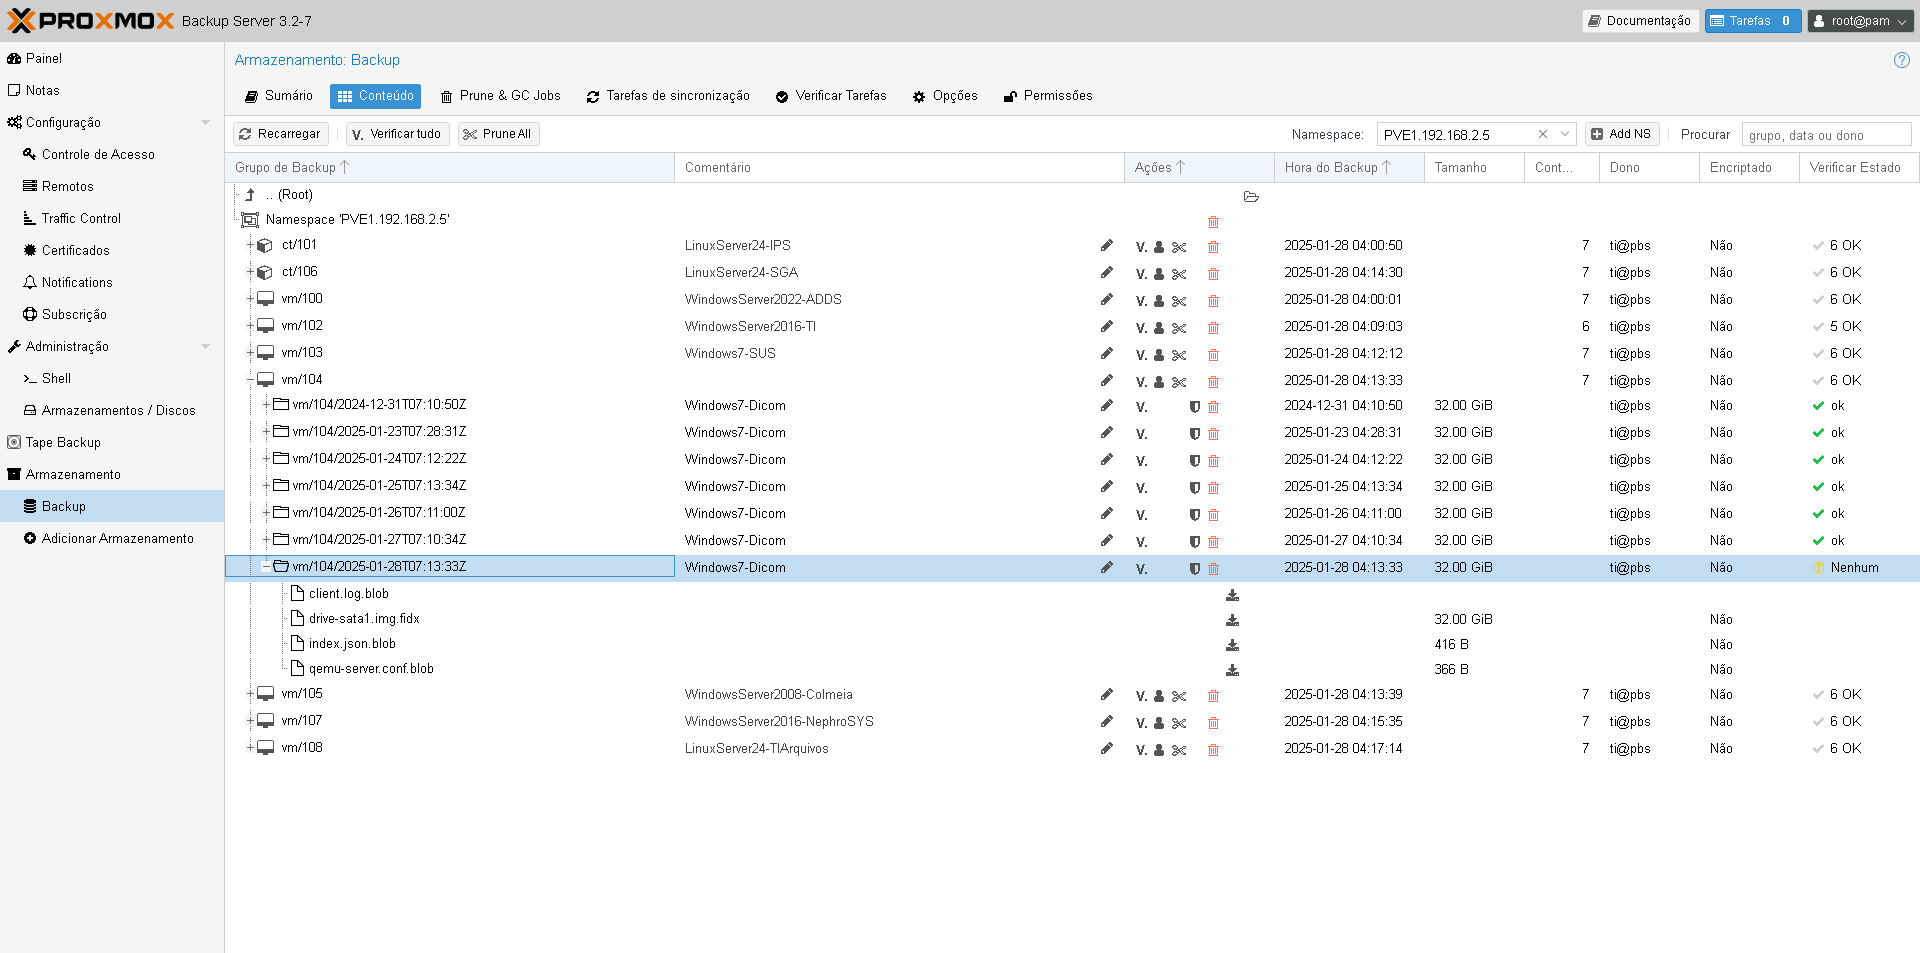 PROXMOX Backup Server 3.2-7 Documentação Tarefas 0 root@pam
Painel
Notas
Configuração
Controle de Acesso
Remotos
Traffic Control
Certificados
Notifications
Subscrição
Administração
Shell
Armazenamentos / Discos
Tape Backup
Armazenamento
Backup
Adicionar Armazenamento
Armazenamento: Backup
Sumário Conteúdo Prune & GC Jobs Tarefas de sincronização Verificar Tarefas Opções Permissões
Recarregar V. Verificar tudo Prune All Namespace: PVE1.192.168.2.5 Add NS Procurar grupo, data ou dono
Grupo de Backup Comentário Ações Hora do Backup Tamanho Cont... Dono Encriptado Verificar Estado
.. (Root)
Namespace 'PVE1.192.168.2.5'
ct/101 LinuxServer24-IPS V. 2025-01-28 04:00:50 7 ti@pbs Não 6 OK
ct/106 LinuxServer24-SGA V. 2025-01-28 04:14:30 7 ti@pbs Não 6 OK
vm/100 WindowsServer2022-ADDS V. 2025-01-28 04:00:01 7 ti@pbs Não 6 OK
vm/102 WindowsServer2016-TI V. 2025-01-28 04:09:03 6 ti@pbs Não 5 OK
vm/103 Windows7-SUS V. 2025-01-28 04:12:12 7 ti@pbs Não 6 OK
vm/104 V. 2025-01-28 04:13:33 7 ti@pbs Não 6 OK
vm/104/2024-12-31T07:10:50Z Windows7-Dicom V. 2024-12-31 04:10:50 32.00 GiB ti@pbs Não ok
vm/104/2025-01-23T07:28:31Z Windows7-Dicom V. 2025-01-23 04:28:31 32.00 GiB ti@pbs Não ok
vm/104/2025-01-24T07:12:22Z Windows7-Dicom V. 2025-01-24 04:12:22 32.00 GiB ti@pbs Não ok
vm/104/2025-01-25T07:13:34Z Windows7-Dicom V. 2025-01-25 04:13:34 32.00 GiB ti@pbs Não ok
vm/104/2025-01-26T07:11:00Z Windows7-Dicom V. 2025-01-26 04:11:00 32.00 GiB ti@pbs Não ok
vm/104/2025-01-27T07:10:34Z Windows7-Dicom V. 2025-01-27 04:10:34 32.00 GiB ti@pbs Não ok
vm/104/2025-01-28T07:13:33Z Windows7-Dicom V. 2025-01-28 04:13:33 32.00 GiB ti@pbs Não Nenhum
client.log.blob
drive-sata1.img.fidx 32.00 GiB Não
index.json.blob 416 B Não
qemu-server.conf.blob 366 B Não
vm/105 WindowsServer2008-Colmeia V. 2025-01-28 04:13:39 7 ti@pbs Não 6 OK
vm/107 WindowsServer2016-NephroSYS V. 2025-01-28 04:15:35 7 ti@pbs Não 6 OK
vm/108 LinuxServer24-TIArquivos V. 2025-01-28 04:17:14 7 ti@pbs Não 6 OK